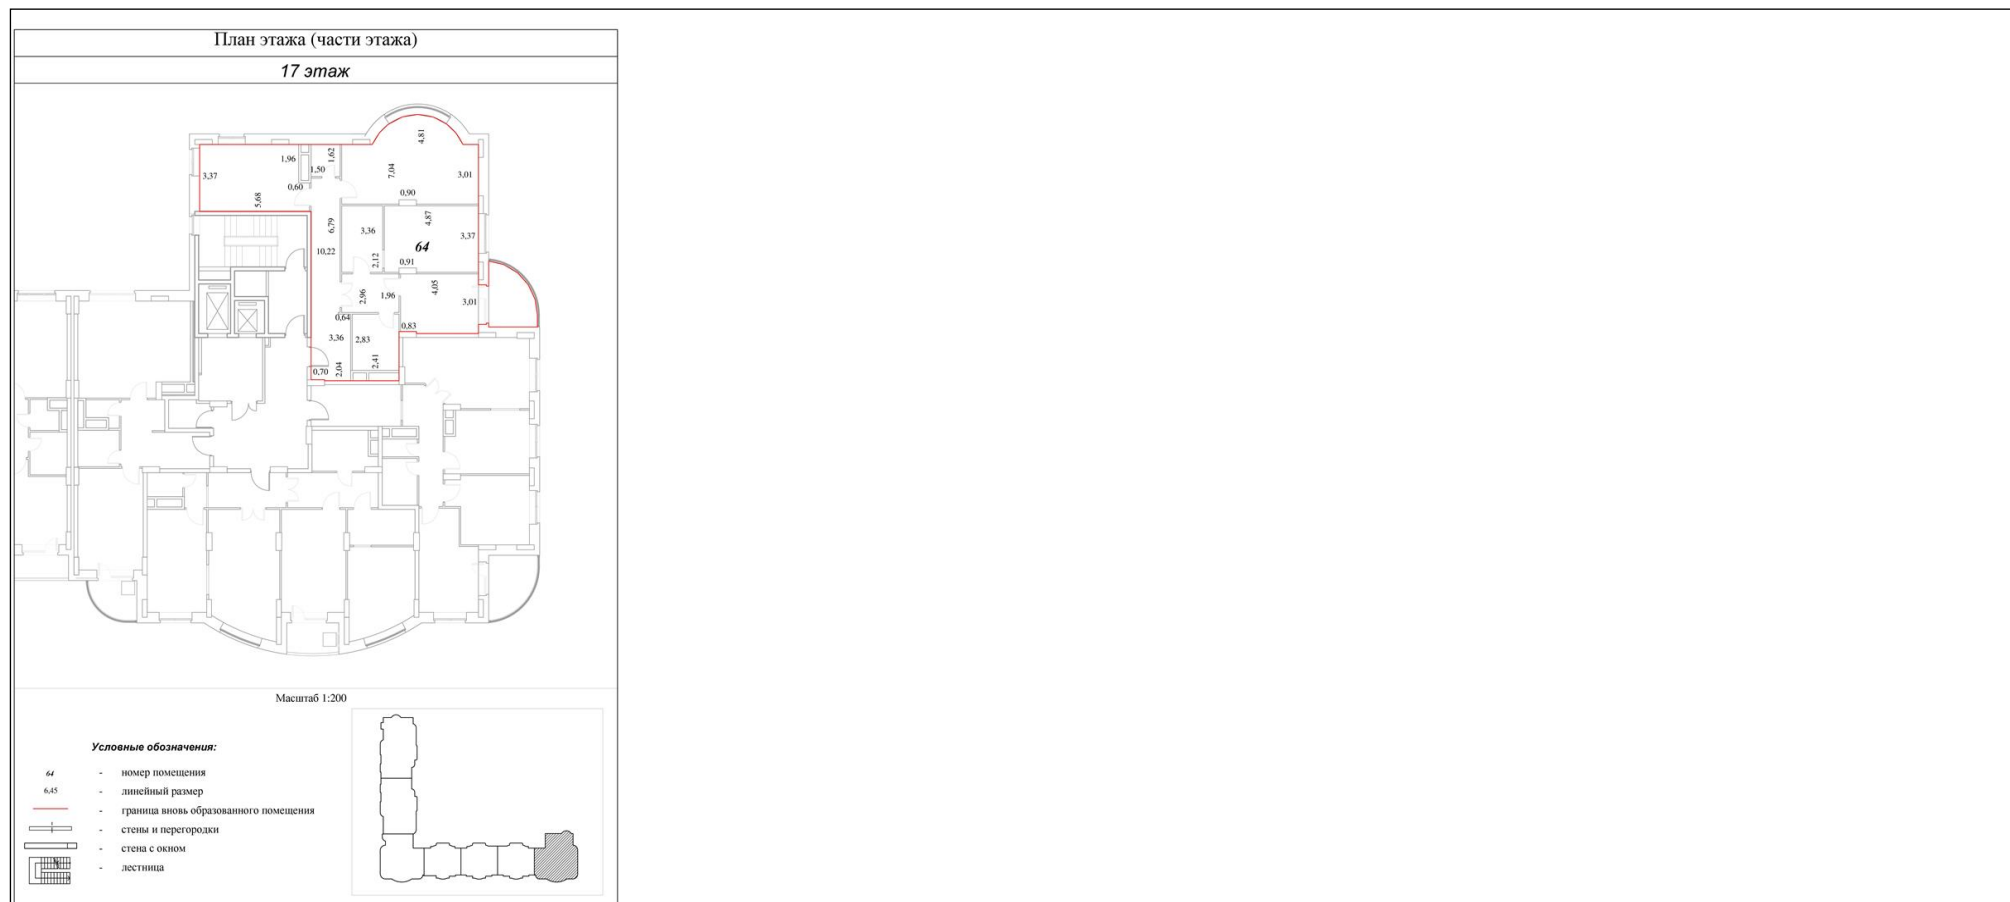 План этажа (части этажа)
17 этаж
4,81
1,62
1,96
1,50
7,04
3,37
3,01
0,60
0,90
5,68
6,79
4,87
3,36
3,37
64
10,22
2,12
0,91
4,05
2,96
1,96
3,01
0,64
0,83
3,36
2,83
2,41
0,70
2,04
Масштаб 1:200
Условные обозначения:
64 - номер помещения
6,45 - линейный размер
- граница вновь образованного помещения
- стены и перегородки
- стена с окном
- лестница